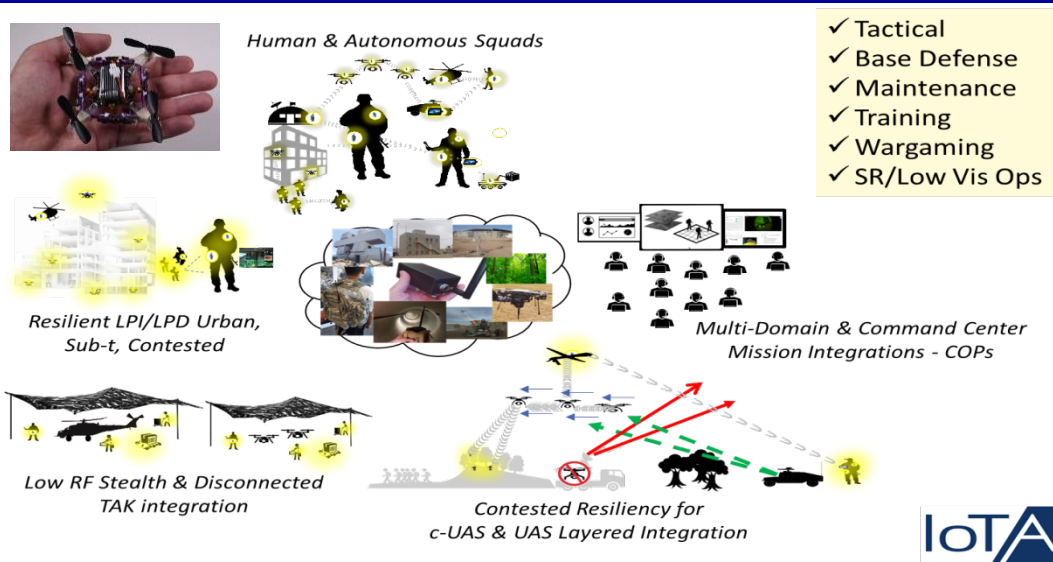 Human & Autonomous Squads
✓ Tactical
✓ Base Defense
✓ Maintenance
✓ Training
✓ Wargaming
✓ SR/Low Vis Ops
Resilient LPI/LPD Urban,
Sub-t, Contested
Multi-Domain & Command Center
Mission Integrations - COPs
Low RF Stealth & Disconnected
TAK integration
Contested Resiliency for
c-UAS & UAS Layered Integration
IoTA